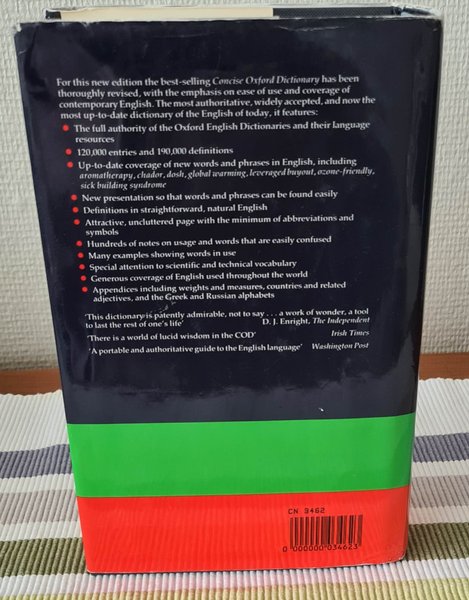 For this new edition the best-selling Concise Oxford Dictionary has been
thoroughly revised, with the emphasis on ease of use and coverage of
contemporary English. The most authoritative, widely accepted, and now the
most up-to-date dictionary of the English of today, it features:
● The full authority of the Oxford English Dictionaries and their language
resources
● 120,000 entries and 190,000 definitions
● Up-to-date coverage of new words and phrases in English, including
aromatherapy, chador, dosh, global warming, leveraged buyout, ozone-friendly,
sick building syndrome
● New presentation so that words and phrases can be found easily
● Definitions in straightforward, natural English
● Attractive, uncluttered page with the minimum of abbreviations and
symbols
● Hundreds of notes on usage and words that are easily confused
● Many examples showing words in use
● Special attention to scientific and technical vocabulary
● Generous coverage of English used throughout the world
● Appendices including weights and measures, countries and related
adjectives, and the Greek and Russian alphabets
'This dictionary is patently admirable, not to say . . . a work of wonder, a tool
to last the rest of one's life' D. J. Enright, The Independent
'There is a world of lucid wisdom in the COD' Irish Times
'A portable and authoritative guide to the English language' Washington Post
CN 3462
0 000000 034623